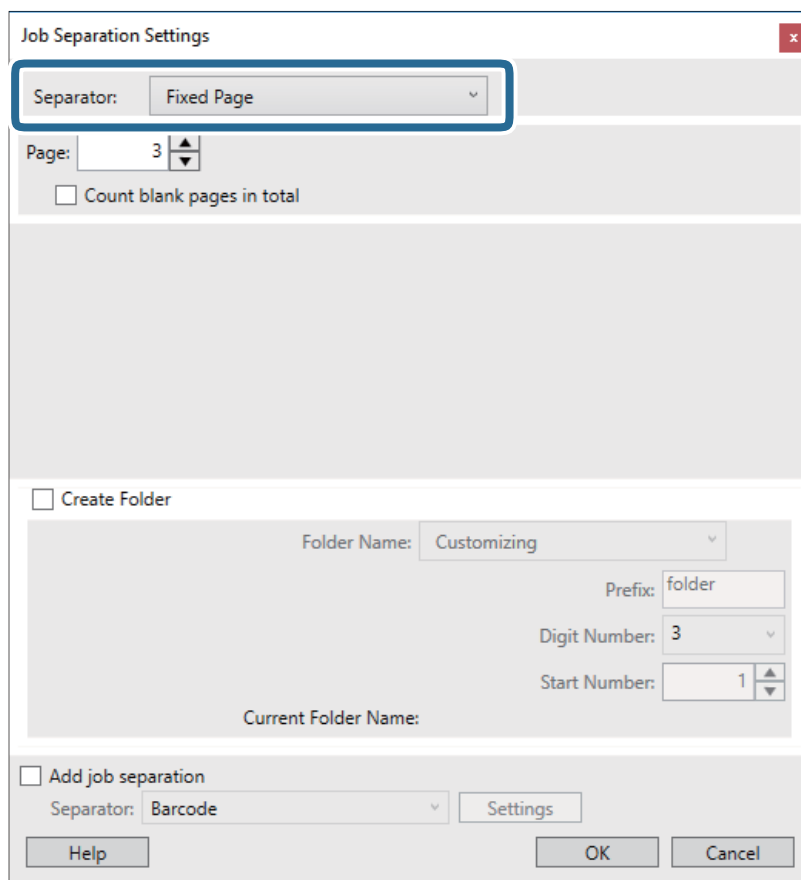 Job Separation Settings
x
Separator: Fixed Page
Page: 3
Count blank pages in total
Create Folder
Folder Name: Customizing
Prefix: folder
Digit Number: 3
Start Number: 1
Current Folder Name:
Add job separation
Separator: Barcode Settings
Help OK Cancel